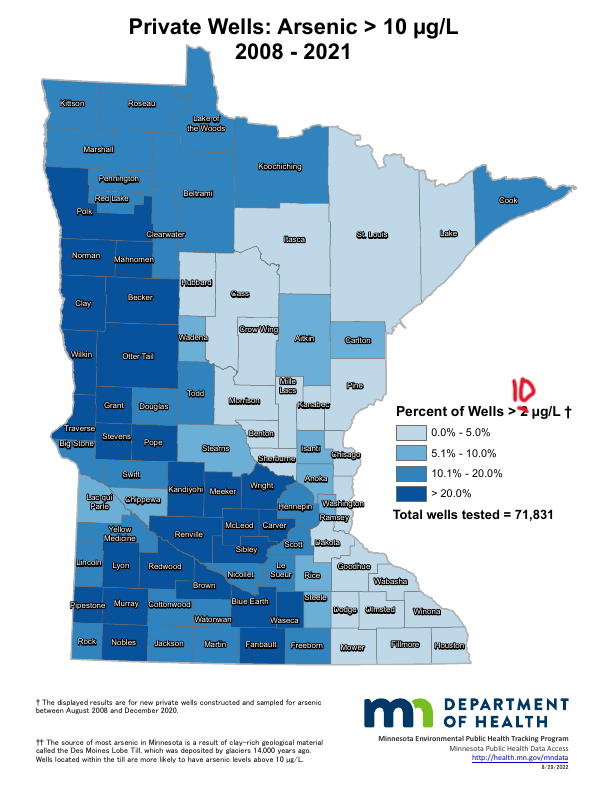 Private Wells: Arsenic > 10 µg/L
2008 - 2021
Kittson
Roseau
Lake of
the Woods
Marshall
Koochiching
Pennington
Red Lake
Beltrami
Polk
Cook
Clearwater
Itasca
St. Louis
Lake
Norman
Mahnomen
Hubbard
Cass
Clay
Becker
Crow Wing
Wadena
Aitkin
Carlton
Wilkin
Otter Tail
Mille
Lacs
Pine
Todd
Morrison
Kanabec
Grant
Douglas
Traverse
Big Stone
Stevens
Pope
Stearns
Benton
Sherburne
Isanti
Chisago
Swift
Anoka
Kandiyohi
Meeker
Wright
Lac qui
Parle
Chippewa
Hennepin
Washington
Ramsey
Yellow
Medicine
Renville
McLeod
Carver
Scott
Dakota
Sibley
Lincoln
Lyon
Redwood
Nicollet
Le
Sueur
Rice
Goodhue
Wabasha
Brown
Pipestone
Murray
Cottonwood
Watonwan
Blue Earth
Waseca
Steele
Dodge
Olmsted
Winona
Rock
Nobles
Jackson
Martin
Faribault
Freeborn
Mower
Fillmore
Houston
10
Percent of Wells > 2 µg/L †
0.0% - 5.0%
5.1% - 10.0%
10.1% - 20.0%
> 20.0%
Total wells tested = 71,831
† The displayed results are for new private wells constructed and sampled for arsenic
between August 2008 and December 2020.
†† The source of most arsenic in Minnesota is a result of clay-rich geological material
called the Des Moines Lobe Till, which was deposited by glaciers 14,000 years ago.
Wells located within the till are more likely to have arsenic levels above 10 µg/L.
DEPARTMENT
OF HEALTH
Minnesota Environmental Public Health Tracking Program
Minnesota Public Health Data Access
http://health.mn.gov/mndata
8/29/2022